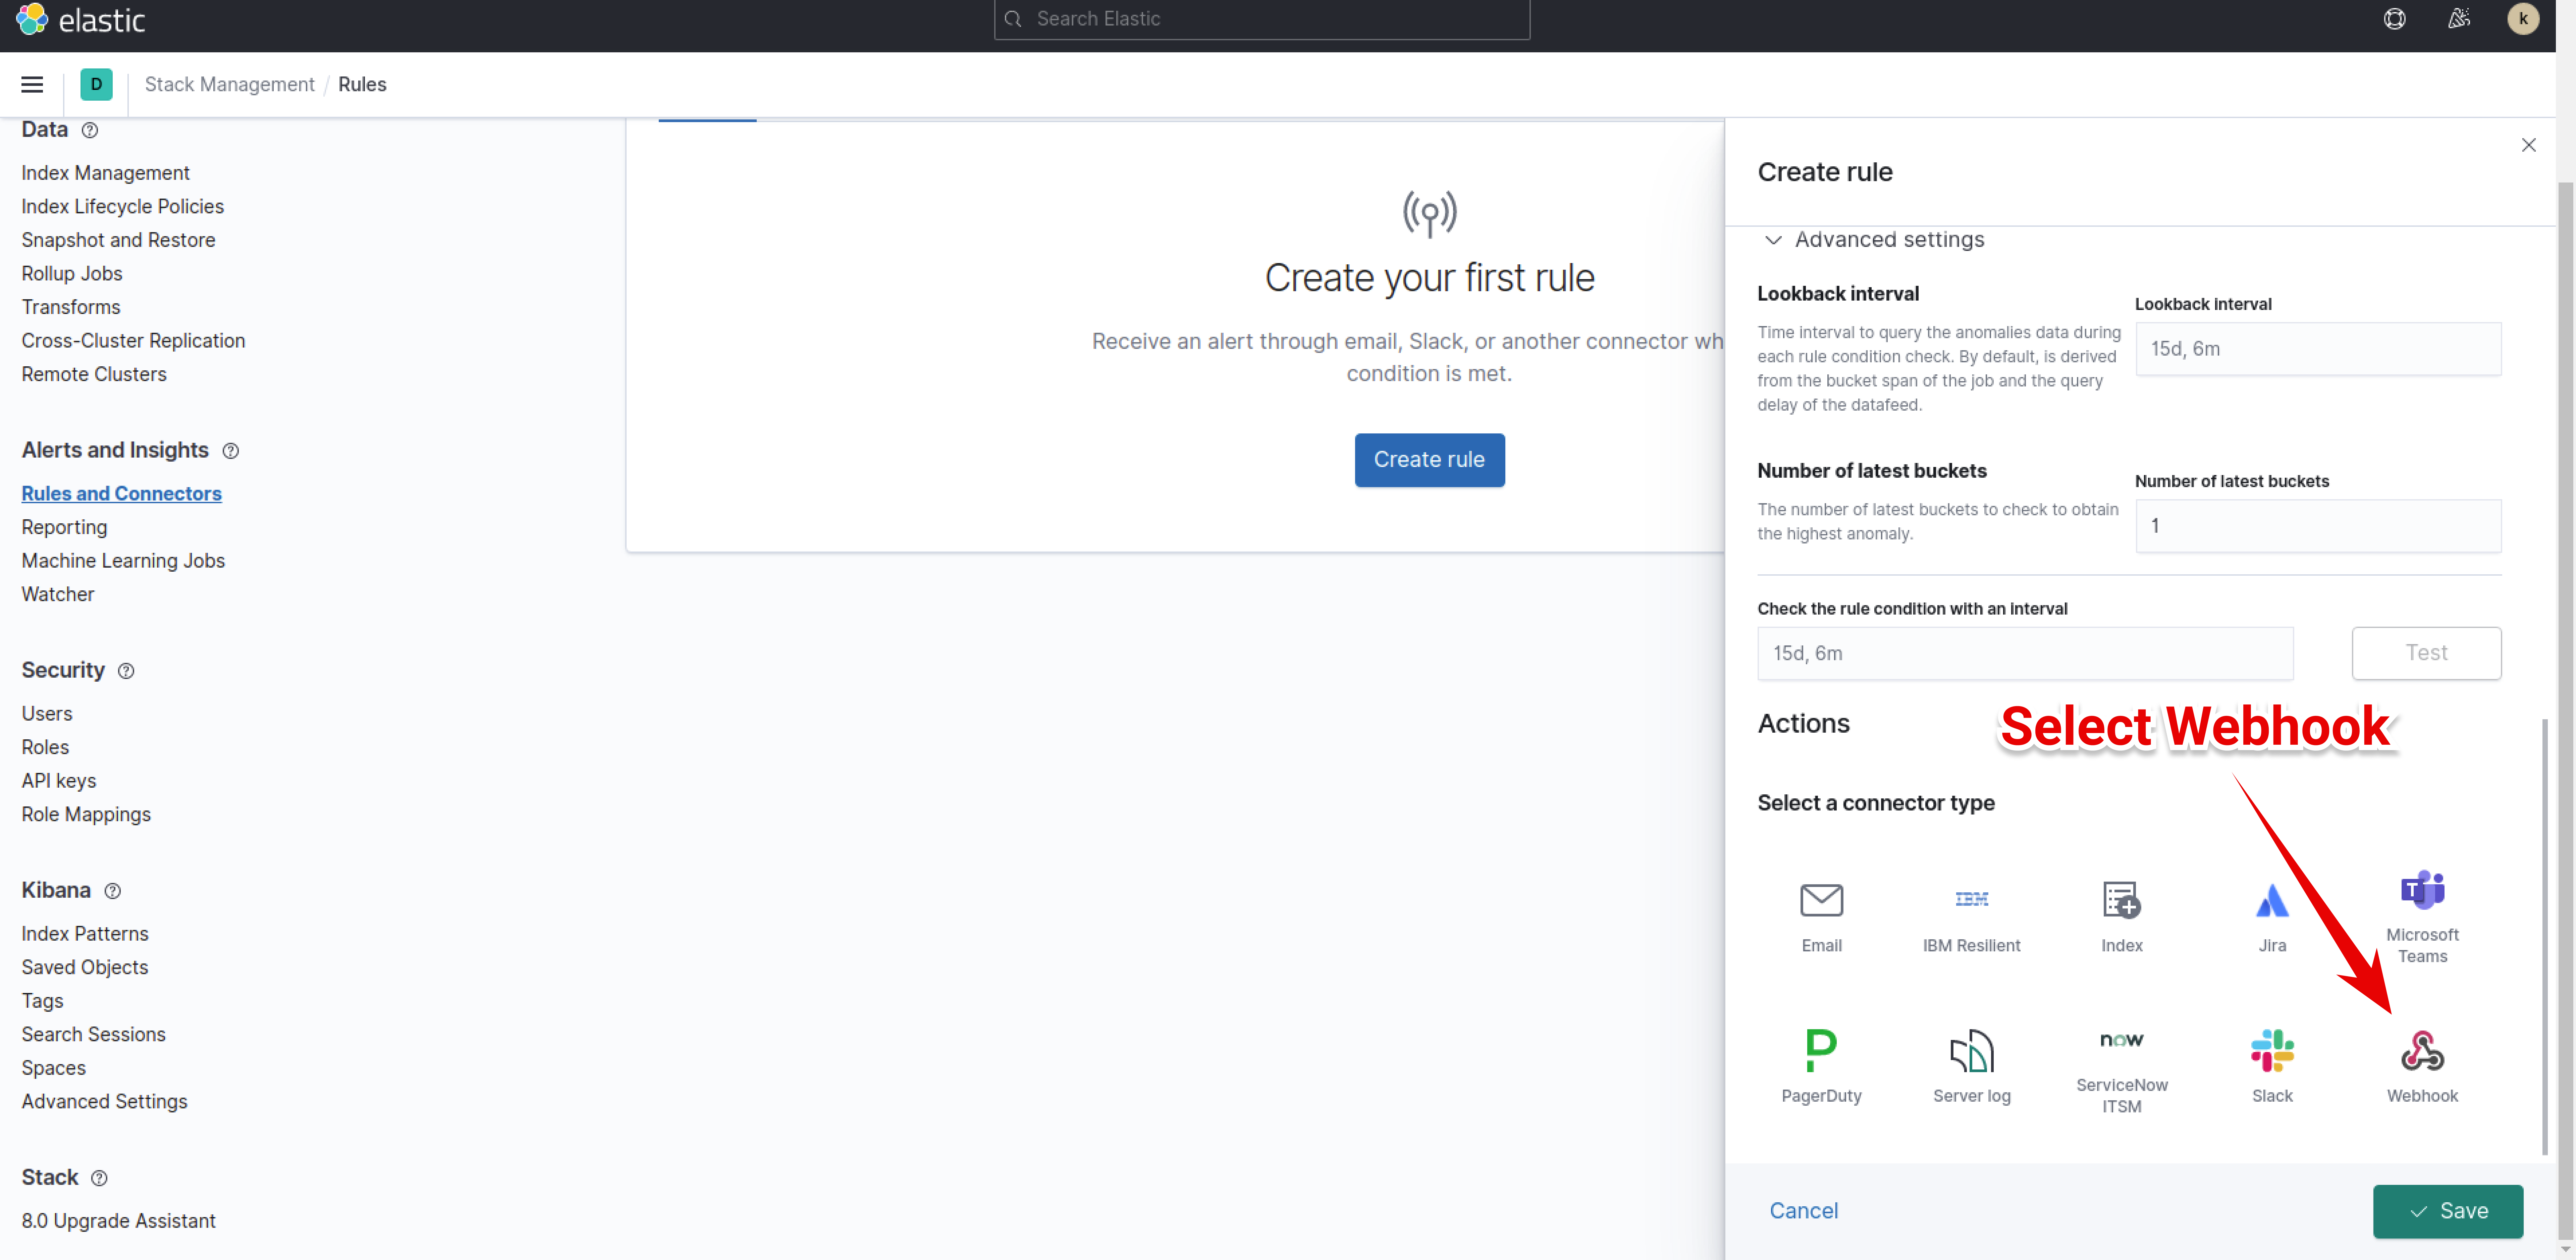 elastic
Search Elastic
k
D
Stack Management / Rules
Data
Index Management
Index Lifecycle Policies
Snapshot and Restore
Rollup Jobs
Transforms
Cross-Cluster Replication
Remote Clusters
Alerts and Insights
Rules and Connectors
Reporting
Machine Learning Jobs
Watcher
Security
Users
Roles
API keys
Role Mappings
Kibana
Index Patterns
Saved Objects
Tags
Search Sessions
Spaces
Advanced Settings
Stack
8.0 Upgrade Assistant
Create your first rule
Receive an alert through email, Slack, or another connector wh
condition is met.
Create rule
Create rule
Advanced settings
Lookback interval
Time interval to query the anomalies data during
each rule condition check. By default, is derived
from the bucket span of the job and the query
delay of the datafeed.
Lookback interval
15d, 6m
Number of latest buckets
The number of latest buckets to check to obtain
the highest anomaly.
Number of latest buckets
1
Check the rule condition with an interval
15d, 6m
Test
Actions
Select Webhook
Select a connector type
Email
IBM
IBM Resilient
Index
Jira
T
Microsoft
Teams
P
PagerDuty
Server log
now
ServiceNow
ITSM
Slack
Webhook
Cancel
Save